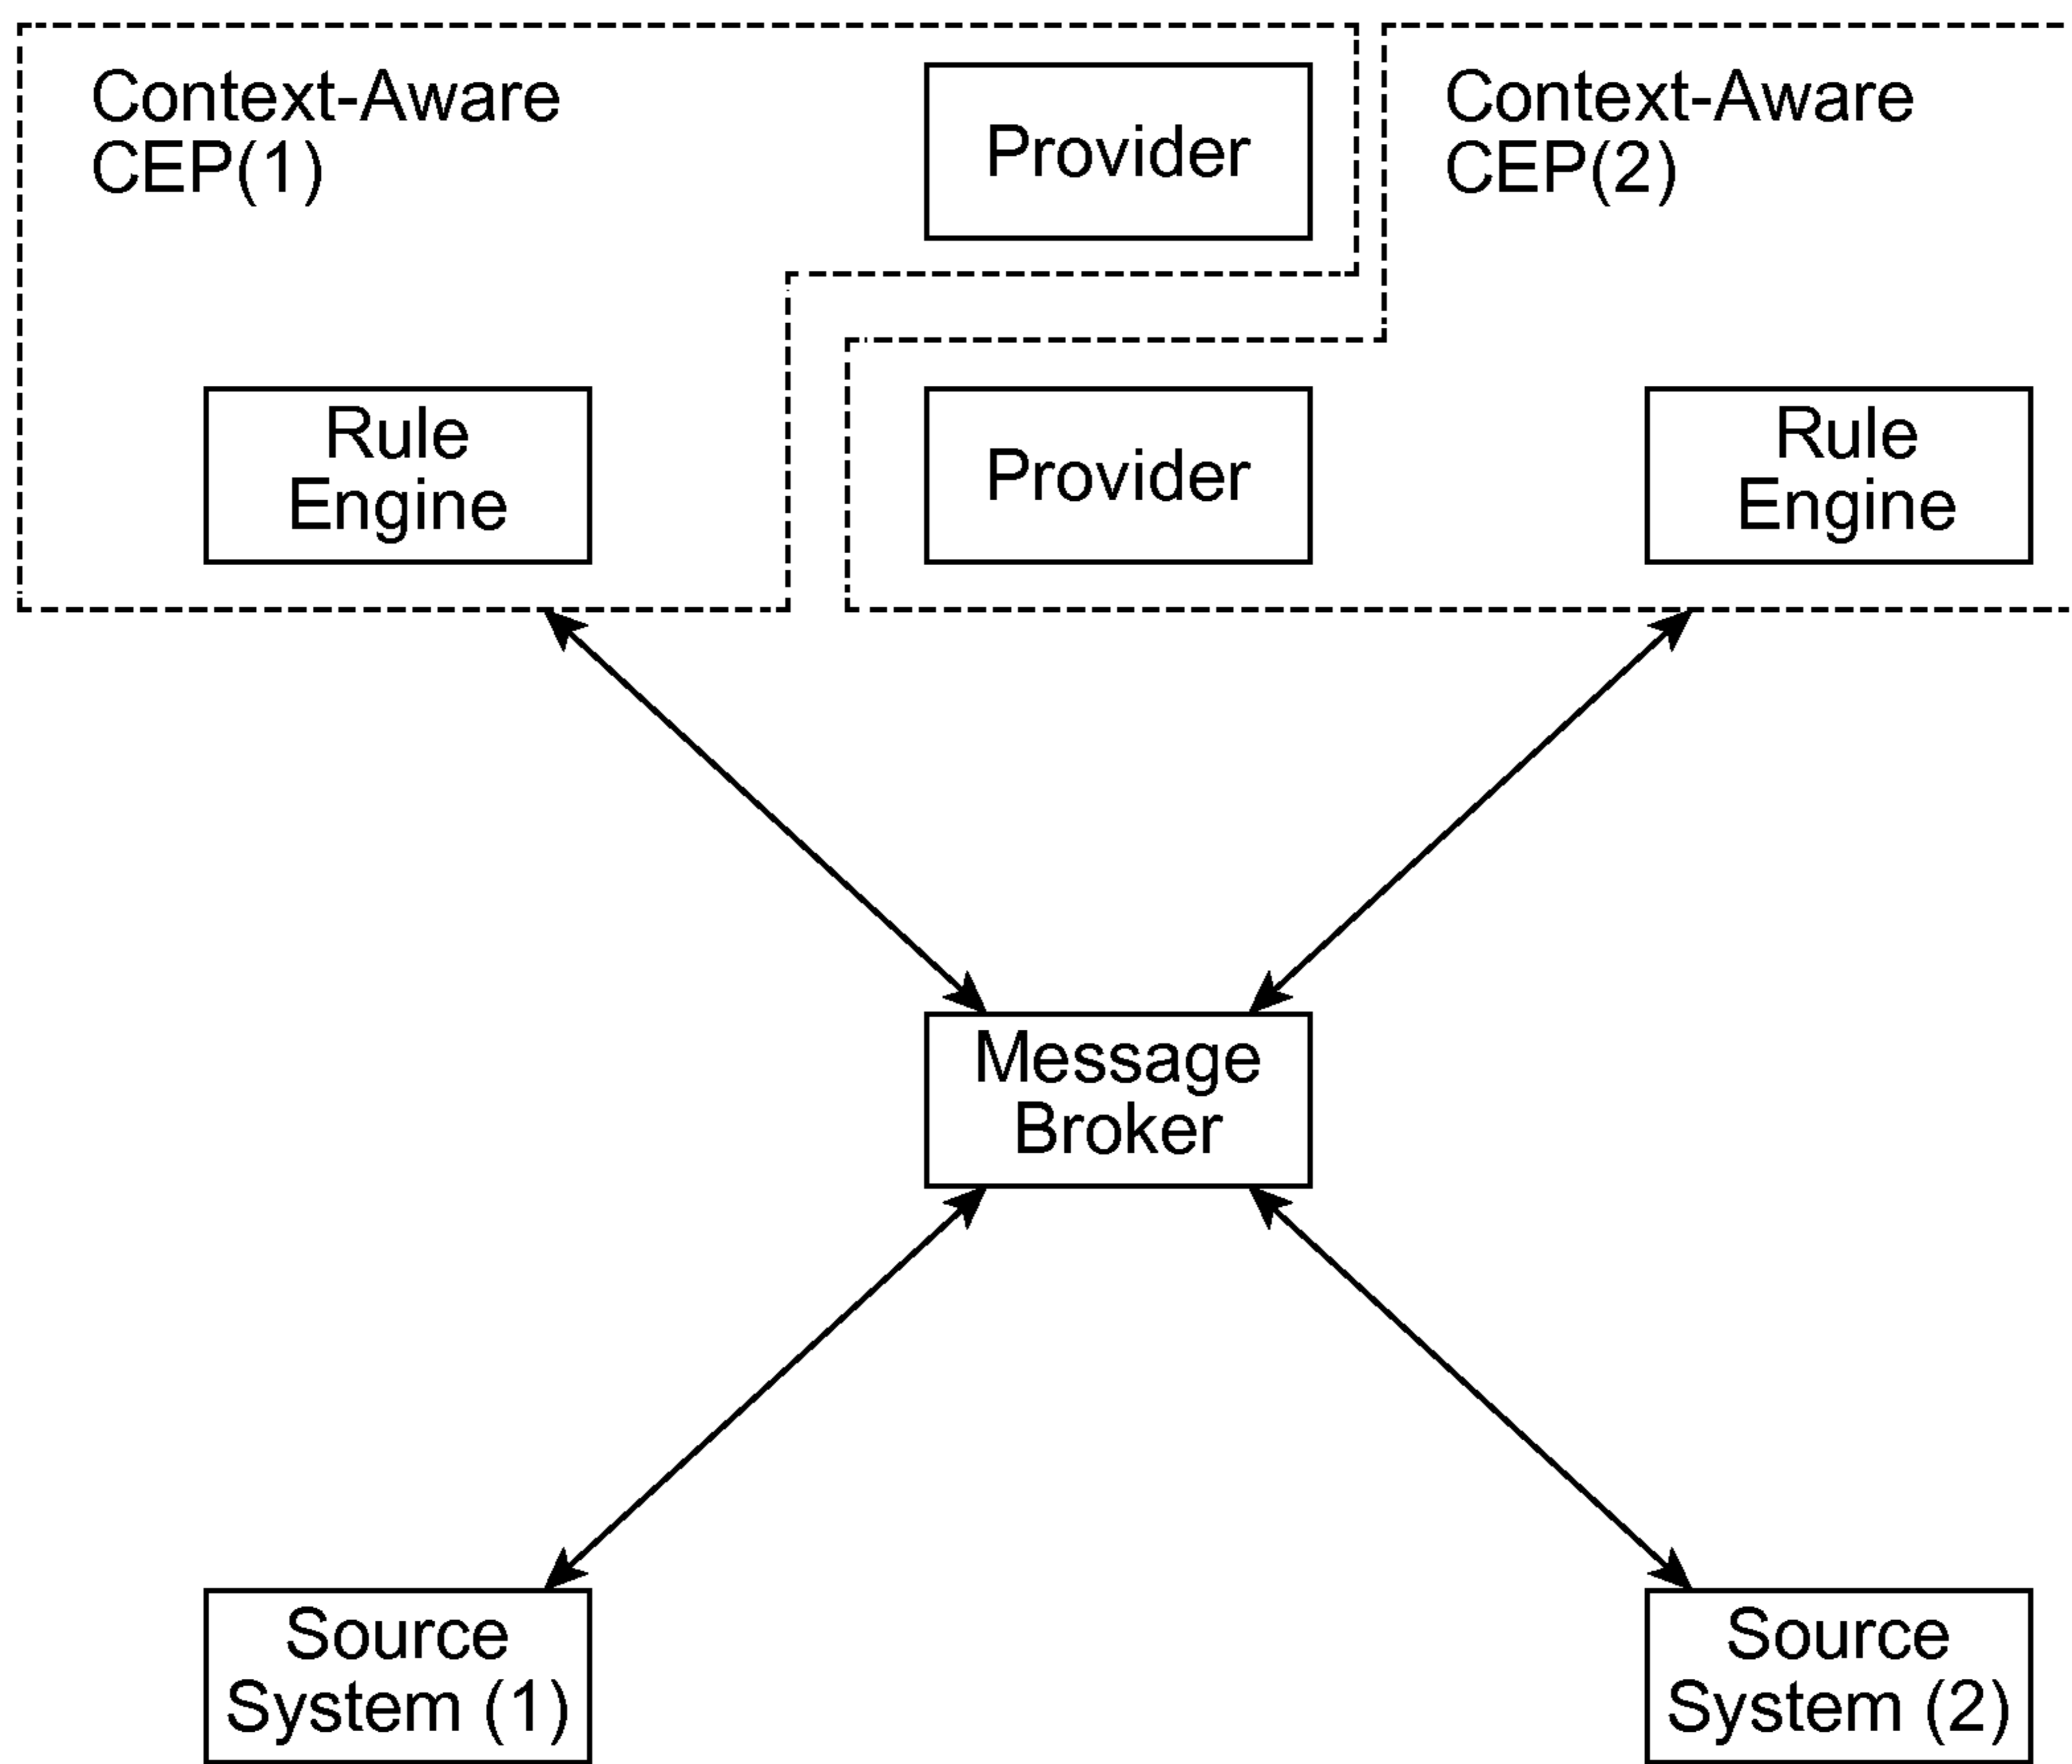 Context-Aware
CEP(1)
Provider
Context-Aware
CEP(2)
Rule
Engine
Provider
Rule
Engine
Message
Broker
Source
System (1)
Source
System (2)